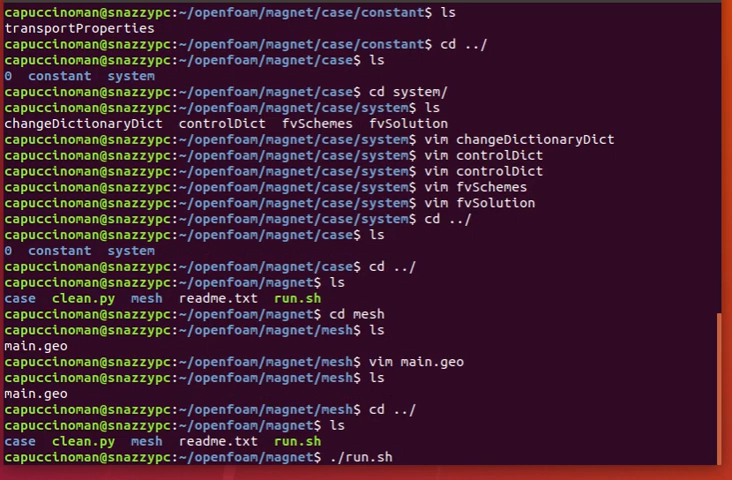 capuccinoman@snazzypc:~/openfoam/magnet/case/constant$ ls
transportProperties
capuccinoman@snazzypc:~/openfoam/magnet/case/constant$ cd ../
capuccinoman@snazzypc:~/openfoam/magnet/case$ ls
0  constant  system
capuccinoman@snazzypc:~/openfoam/magnet/case$ cd system/
capuccinoman@snazzypc:~/openfoam/magnet/case/system$ ls
changeDictionaryDict  controlDict  fvSchemes  fvSolution
capuccinoman@snazzypc:~/openfoam/magnet/case/system$ vim changeDictionaryDict
capuccinoman@snazzypc:~/openfoam/magnet/case/system$ vim controlDict
capuccinoman@snazzypc:~/openfoam/magnet/case/system$ vim controlDict
capuccinoman@snazzypc:~/openfoam/magnet/case/system$ vim fvSchemes
capuccinoman@snazzypc:~/openfoam/magnet/case/system$ vim fvSolution
capuccinoman@snazzypc:~/openfoam/magnet/case/system$ cd ../
capuccinoman@snazzypc:~/openfoam/magnet/case$ ls
0  constant  system
capuccinoman@snazzypc:~/openfoam/magnet/case$ cd ../
capuccinoman@snazzypc:~/openfoam/magnet$ ls
case  clean.py  mesh  readme.txt  run.sh
capuccinoman@snazzypc:~/openfoam/magnet$ cd mesh
capuccinoman@snazzypc:~/openfoam/magnet/mesh$ ls
main.geo
capuccinoman@snazzypc:~/openfoam/magnet/mesh$ vim main.geo
capuccinoman@snazzypc:~/openfoam/magnet/mesh$ ls
main.geo
capuccinoman@snazzypc:~/openfoam/magnet/mesh$ cd ../
capuccinoman@snazzypc:~/openfoam/magnet$ ls
case  clean.py  mesh  readme.txt  run.sh
capuccinoman@snazzypc:~/openfoam/magnet$ ./run.sh